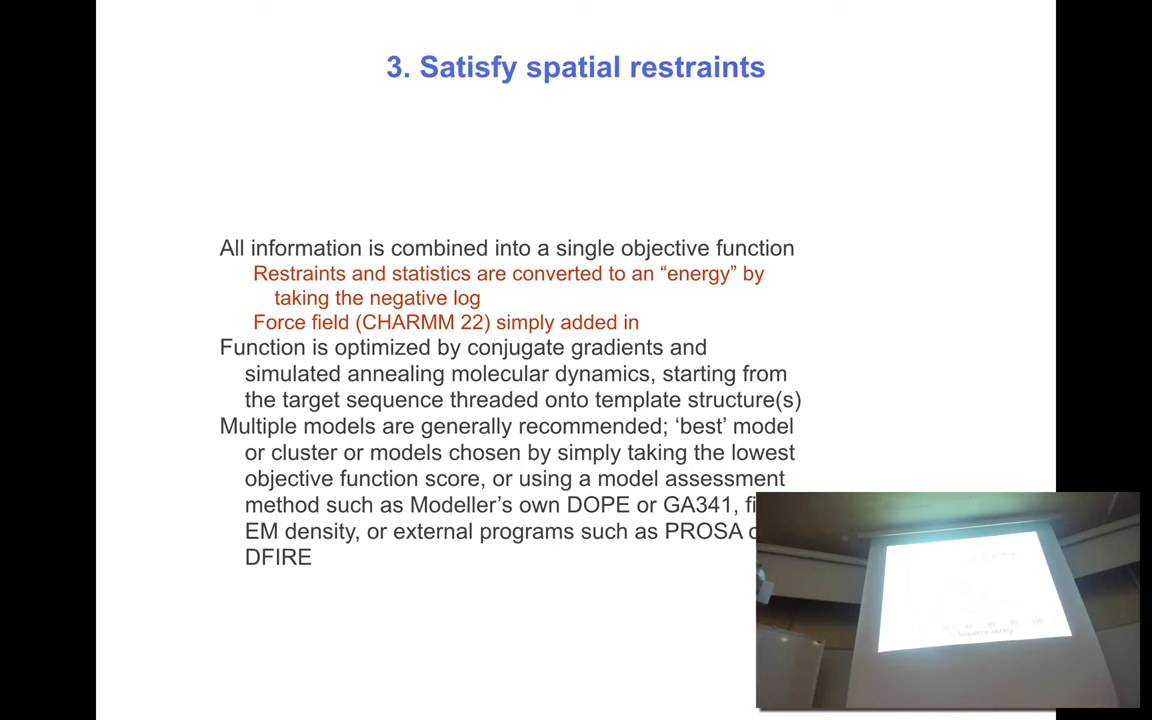 3. Satisfy spatial restraints
All information is combined into a single objective function
Restraints and statistics are converted to an “energy” by
taking the negative log
Force field (CHARMM 22) simply added in
Function is optimized by conjugate gradients and
simulated annealing molecular dynamics, starting from
the target sequence threaded onto template structure(s)
Multiple models are generally recommended; ‘best’ model
or cluster or models chosen by simply taking the lowest
objective function score, or using a model assessment
method such as Modeller’s own DOPE or GA341,
EM density, or external programs such as PROSA
DFIRE